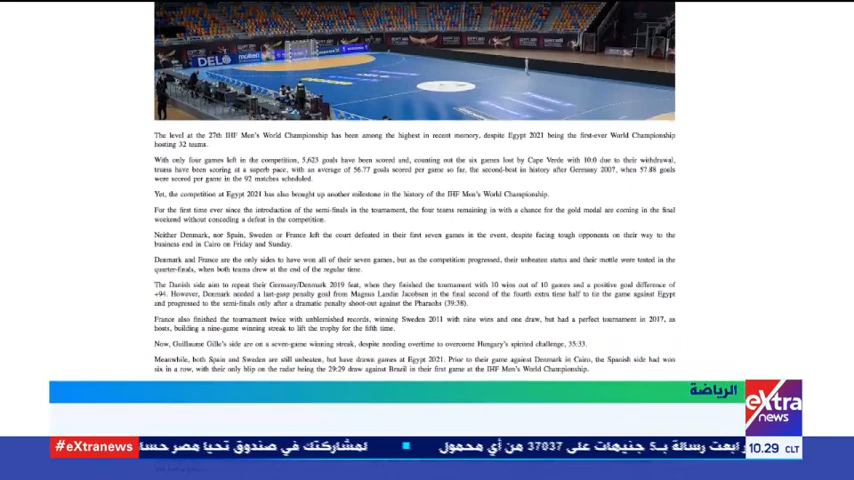 DELO
molten
The level at the 27th IHF Men's World Championship has been among the highest in recent memory, despite Egypt 2021 being the first-ever World Championship
hosting 32 teams.
With only four games left in the competition, 5,623 goals have been scored and, counting out the six games lost by Cape Verde with 10:0 due to their withdrawal,
teams have been scoring at a superb pace, with an average of 56.77 goals scored per game so far, the second-best in history after Germany 2007, when 57.88 goals
were scored per game in the 92 matches scheduled.
Yet, the competition at Egypt 2021 has also brought up another milestone in the history of the IHF Men's World Championship.
For the first time ever since the introduction of the semi-finals in the tournament, the four teams remaining in with a chance for the gold medal are coming in the final
weekend without conceding a defeat in the competition.
Neither Denmark, nor Spain, Sweden or France left the court defeated in their first seven games in the event, despite facing tough opponents on their way to the
business end in Cairo on Friday and Sunday.
Denmark and France are the only sides to have won all of their seven games, but as the competition progressed, their unbeaten status and their mettle were tested in the
quarter-finals, when both teams drew at the end of the regular time.
The Danish side aim to repeat their Germany/Denmark 2019 feat, when they finished the tournament with 10 wins out of 10 games and a positive goal difference of
+94. However, Denmark needed a last-gasp penalty goal from Magnus Landin Jacobsen in the final second of the fourth extra time half to tie the game against Egypt
and progressed to the semi-finals only after a dramatic penalty shoot-out against the Pharaohs (39:38).
France also finished the tournament twice with unblemished records, winning Sweden 2011 with nine wins and one draw, but had a perfect tournament in 2017, as
hosts, building a nine-game winning streak to lift the trophy for the fifth time.
Now, Guillaume Gille's side are on a seven-game winning streak, despite needing overtime to overcome Hungary's spirited challenge, 35:33.
Meanwhile, both Spain and Sweden are still unbeaten, but have drawn games at Egypt 2021. Prior to their game against Denmark in Cairo, the Spanish side had won
six in a row, with their only blip on the radar being the 29:29 draw against Brazil in their first game at the IHF Men's World Championship.
الرياضة
eXtra
news
#eXtranews
ابعت رسالة بـ5 جنيهات على 37037 من أي محمول ■ لمشاركتك في صندوق تحيا مصر حسا
10.29 CLT